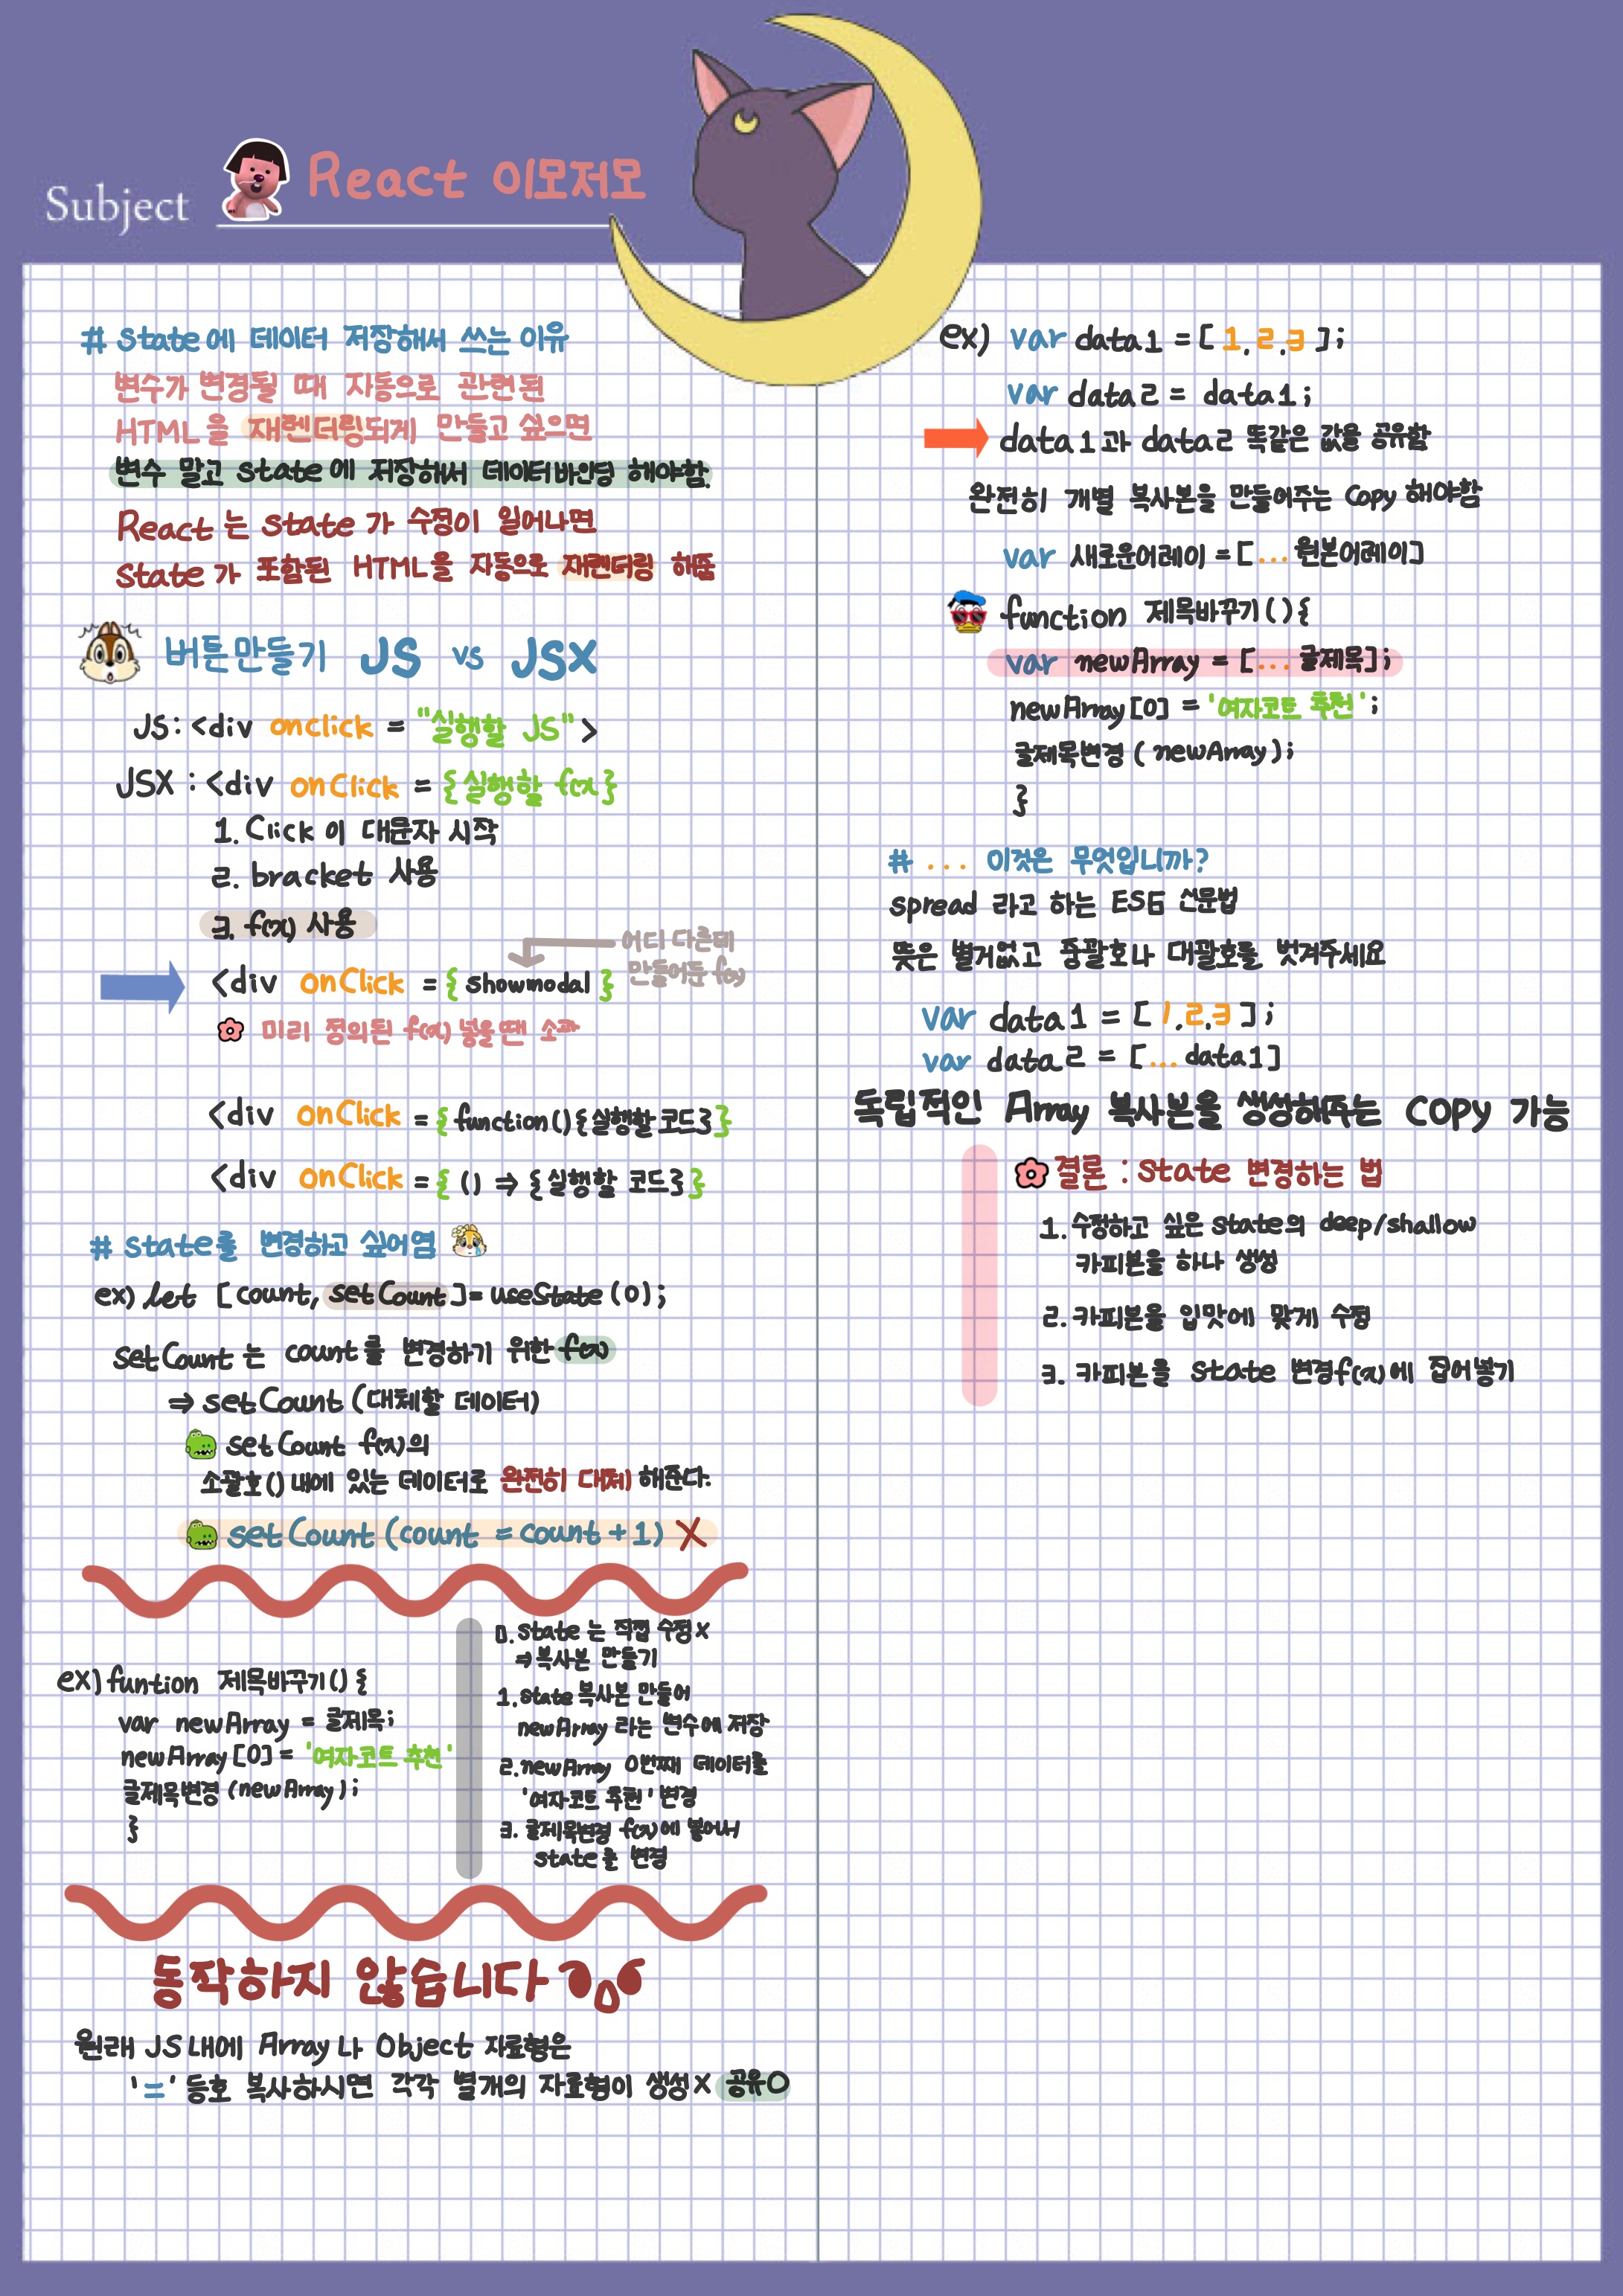 Subject
React 이모저모
# state에 데이터 저장해서 쓰는 이유
변수가 변경될 때 자동으로 관련된
HTML을 재렌더링되게 만들고 싶으면
변수 말고 state에 저장해서 데이터바인딩 해야함.
React는 state가 수정이 일어나면
state가 포함된 HTML을 자동으로 재렌더링 해줌
버튼만들기 JS vs JSX
JS: <div onclick = "실행할 JS">
JSX : <div onClick = {실행할 f(x)}
1. Click이 대문자 시작
2. bracket 사용
3. f(x) 사용
어디 다른데
만들어둔 f(x)
<div onClick = { showmodal }
미리 정의된 f(x) 넣을땐 소괄
<div onClick = { function(){실행할 코드}}
<div onClick = { () ⇒ {실행할 코드}}
# state를 변경하고 싶어염
ex) let [count, setCount] = useState(0);
setCount는 count를 변경하기 위한 f(x)
⇒ setCount(대체할 데이터)
setCount f(x)의
소괄호() 내에 있는 데이터로 완전히 대체 해준다.
setCount(count = count + 1) X
ex) funtion 제목바꾸기() {
var newArray = 글제목;
newArray[0] = '여자코트 추천'
글제목변경(newArray);
}
0. state는 직접 수정 X
⇒ 복사본 만들기
1. state 복사본 만들어
newArray라는 변수에 저장
2. newArray 0번째 데이터를
'여자코트 추천' 변경
3. 글제목변경 f(x)에 넣어서
state를 변경
동작하지 않습니다
원래 JS내에 Array나 Object 자료형은
'=' 등호 복사하시면 각각 별개의 자료형이 생성X 공유O
ex) var data1 = [ 1, 2, 3 ];
var data2 = data1;
data1과 data2 똑같은 값을 공유함
완전히 개별 복사본을 만들어주는 copy 해야함
var 새로운어레이 = [... 원본어레이]
function 제목바꾸기(){
var newArray = [... 글제목];
newArray[0] = '여자코트 추천';
글제목변경( newArray );
}
# ... 이것은 무엇입니까?
spread 라고 하는 ES6 신문법
뜻은 별거없고 중괄호나 대괄호를 벗겨주세요
var data1 = [ 1, 2, 3 ];
var data2 = [ ... data1 ]
독립적인 Array 복사본을 생성해주는 copy 가능
결론 : state 변경하는 법
1. 수정하고 싶은 state의 deep/shallow
카피본을 하나 생성
2. 카피본을 입맛에 맞게 수정
3. 카피본을 state 변경f(x)에 집어넣기